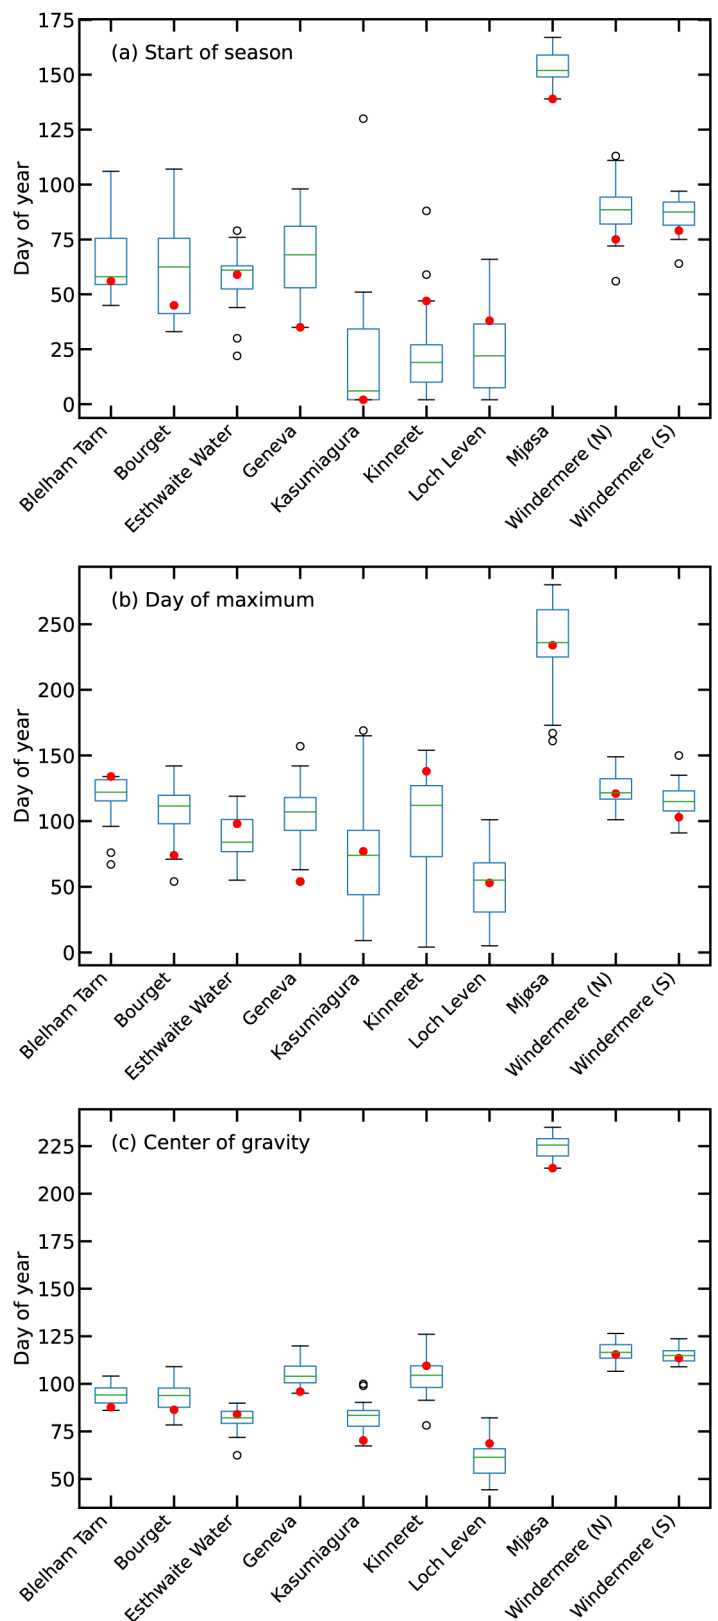 (a) Start of season
Day of year
175
150
125
100
75
50
25
0
Blelham Tarn
Bourget
Esthwaite Water
Geneva
Kasumiagura
Kinneret
Loch Leven
Mjøsa
Windermere (N)
Windermere (S)
(b) Day of maximum
Day of year
250
200
150
100
50
0
Blelham Tarn
Bourget
Esthwaite Water
Geneva
Kasumiagura
Kinneret
Loch Leven
Mjøsa
Windermere (N)
Windermere (S)
(c) Center of gravity
Day of year
225
200
175
150
125
100
75
50
Blelham Tarn
Bourget
Esthwaite Water
Geneva
Kasumiagura
Kinneret
Loch Leven
Mjøsa
Windermere (N)
Windermere (S)